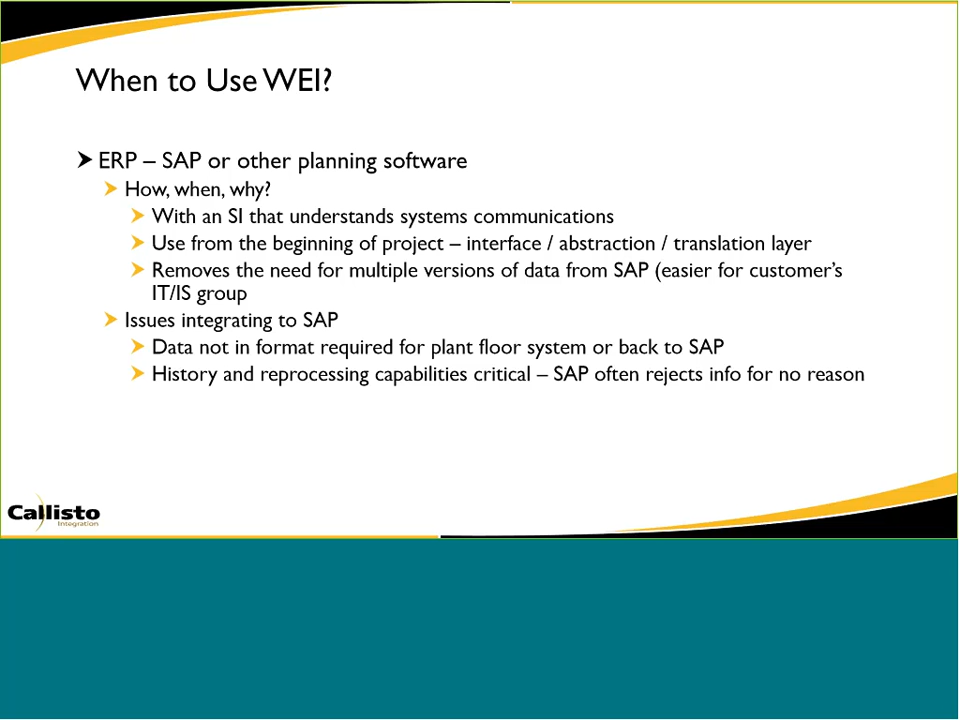 When to Use WEI?
ERP – SAP or other planning software
How, when, why?
With an SI that understands systems communications
Use from the beginning of project – interface / abstraction / translation layer
Removes the need for multiple versions of data from SAP (easier for customer's
IT/IS group
Issues integrating to SAP
Data not in format required for plant floor system or back to SAP
History and reprocessing capabilities critical – SAP often rejects info for no reason
Callisto
Integration